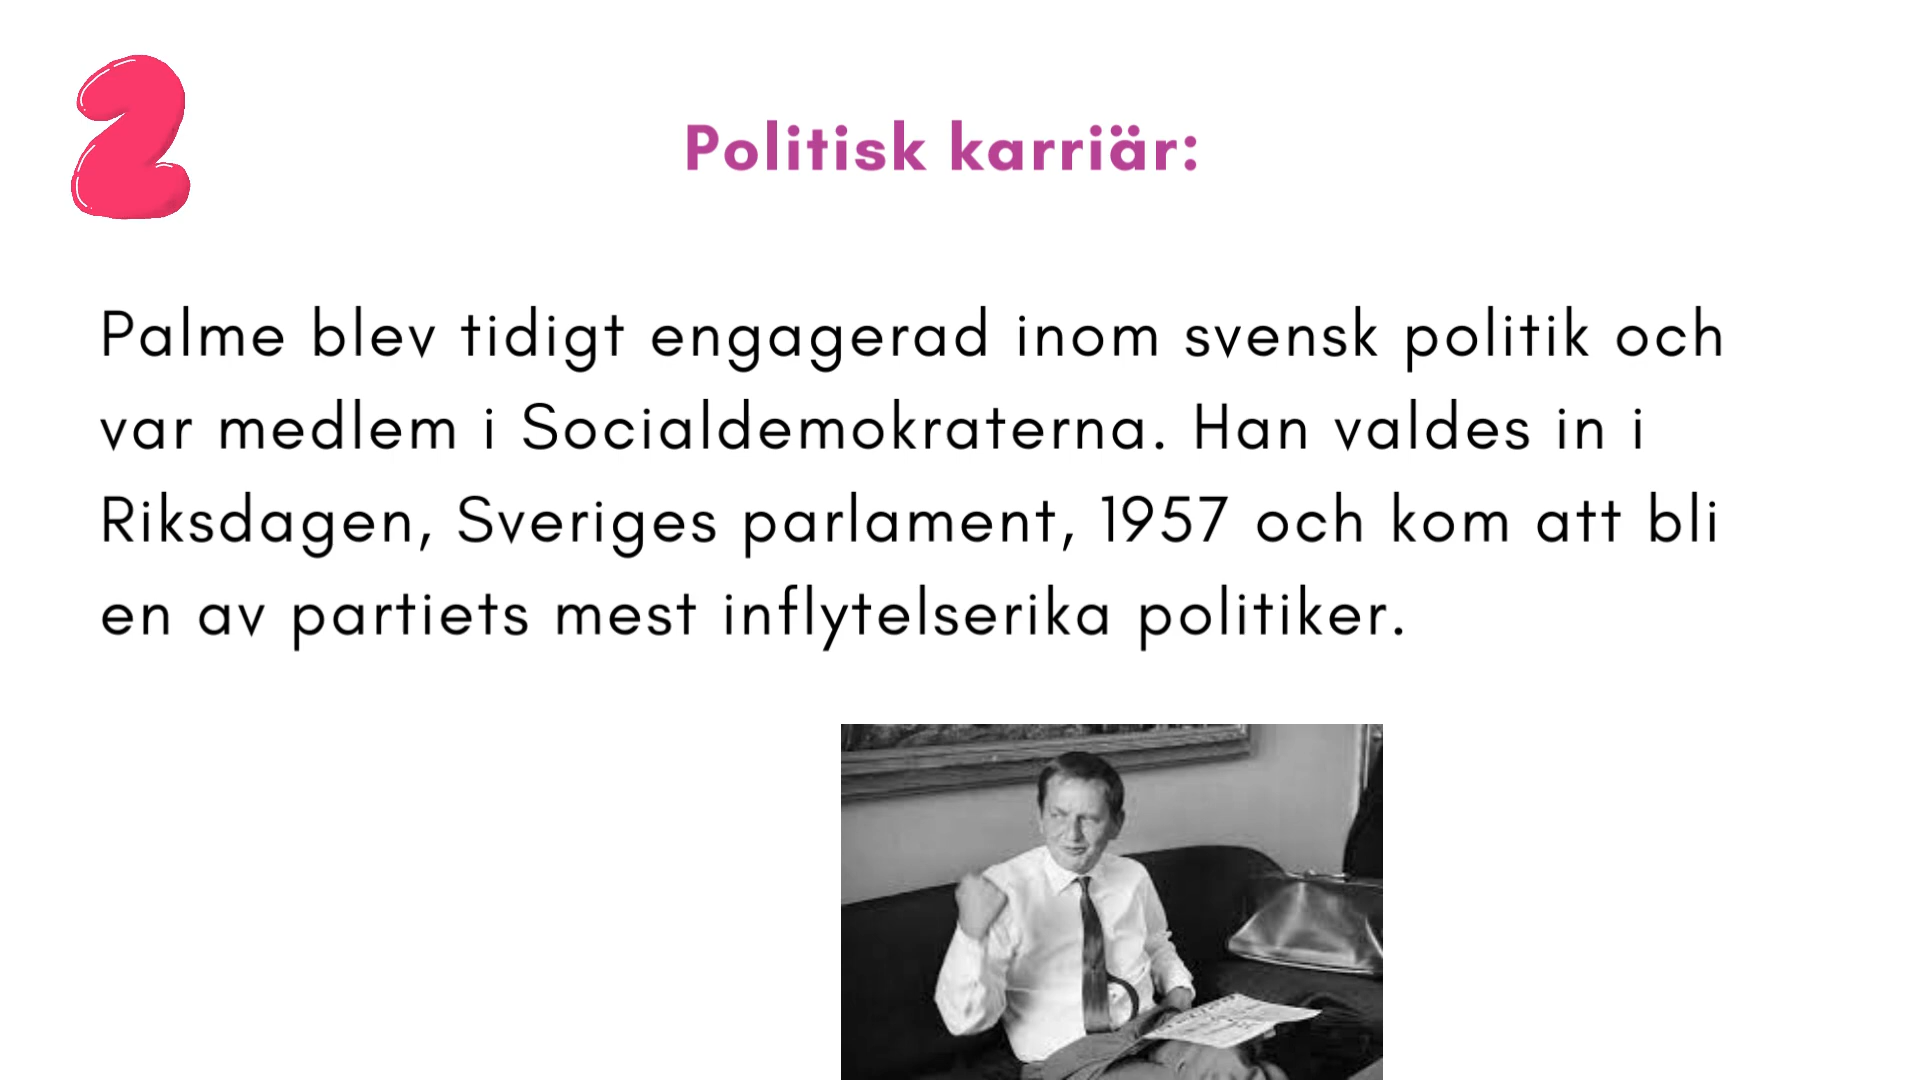 2
Politisk karriär:
Palme blev tidigt engagerad inom svensk politik och
var medlem i Socialdemokraterna. Han valdes in i
Riksdagen, Sveriges parlament, 1957 och kom att bli
en av partiets mest inflytelserika politiker.